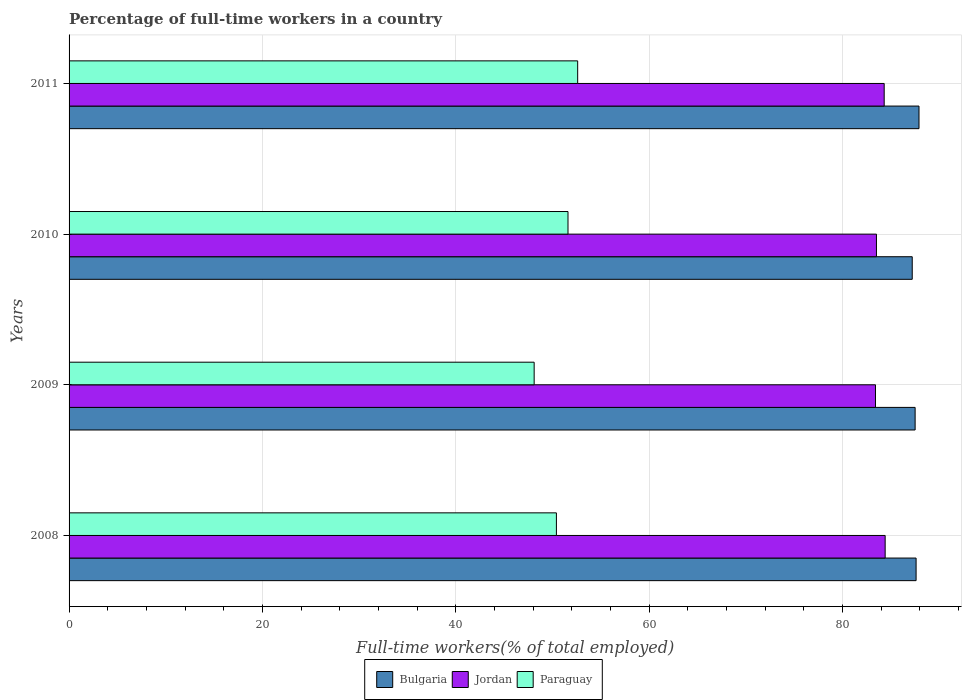 Percentage of full-time workers in a country
2011
2010
2009
2008
Years
0
20
40
60
80
Full-time workers(% of total employed)
Bulgaria
Jordan
Paraguay